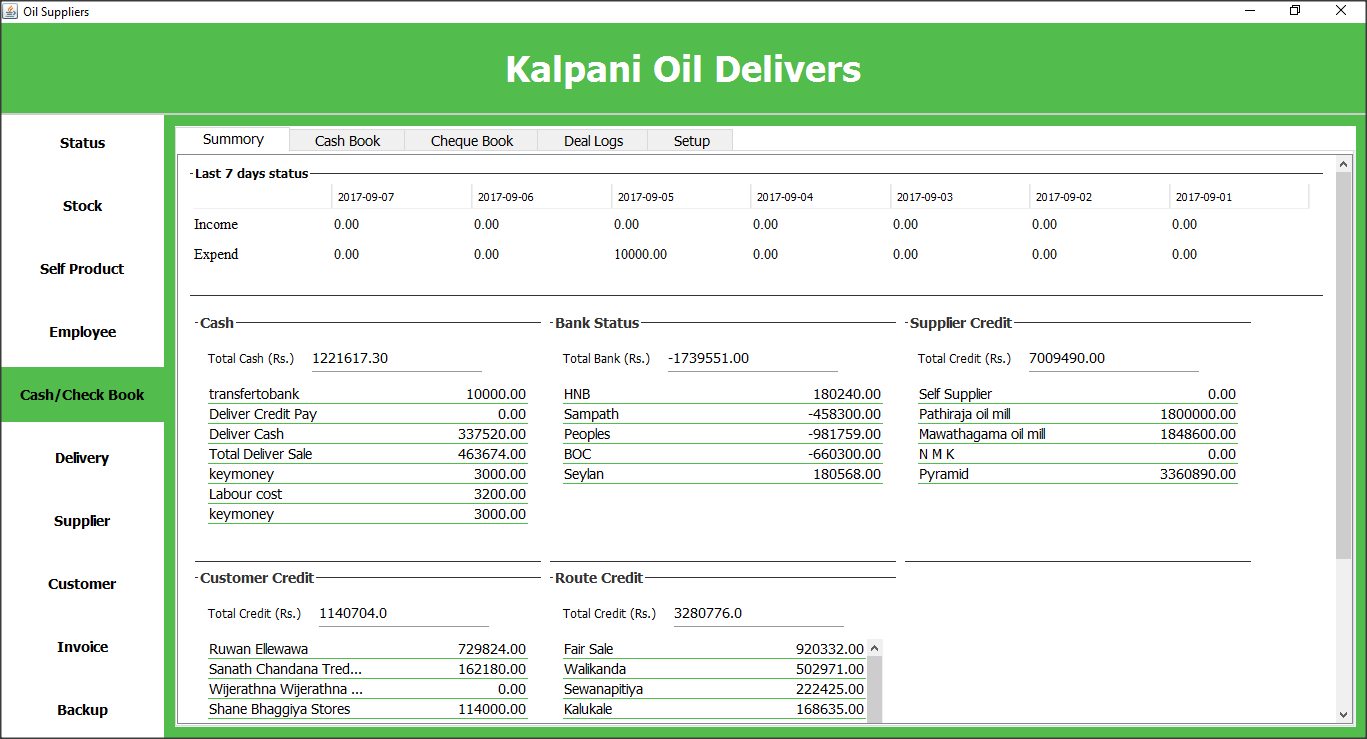 Oil Suppliers
Kalpani Oil Delivers
Status
Stock
Self Product
Employee
Cash/Check Book
Delivery
Supplier
Customer
Invoice
Backup
Summory Cash Book Cheque Book Deal Logs Setup
Last 7 days status
2017-09-07 2017-09-06 2017-09-05 2017-09-04 2017-09-03 2017-09-02 2017-09-01
Income 0.00 0.00 0.00 0.00 0.00 0.00 0.00
Expend 0.00 0.00 10000.00 0.00 0.00 0.00 0.00
Cash
Total Cash (Rs.) 1221617.30
transfertobank 10000.00
Deliver Credit Pay 0.00
Deliver Cash 337520.00
Total Deliver Sale 463674.00
keymoney 3000.00
Labour cost 3200.00
keymoney 3000.00
Bank Status
Total Bank (Rs.) -1739551.00
HNB 180240.00
Sampath -458300.00
Peoples -981759.00
BOC -660300.00
Seylan 180568.00
Supplier Credit
Total Credit (Rs.) 7009490.00
Self Supplier 0.00
Pathiraja oil mill 1800000.00
Mawathagama oil mill 1848600.00
N M K 0.00
Pyramid 3360890.00
Customer Credit
Total Credit (Rs.) 1140704.0
Ruwan Ellewawa 729824.00
Sanath Chandana Tred... 162180.00
Wijerathna Wijerathna ... 0.00
Shane Bhaggiya Stores 114000.00
Route Credit
Total Credit (Rs.) 3280776.0
Fair Sale 920332.00
Walikanda 502971.00
Sewanapitiya 222425.00
Kalukale 168635.00